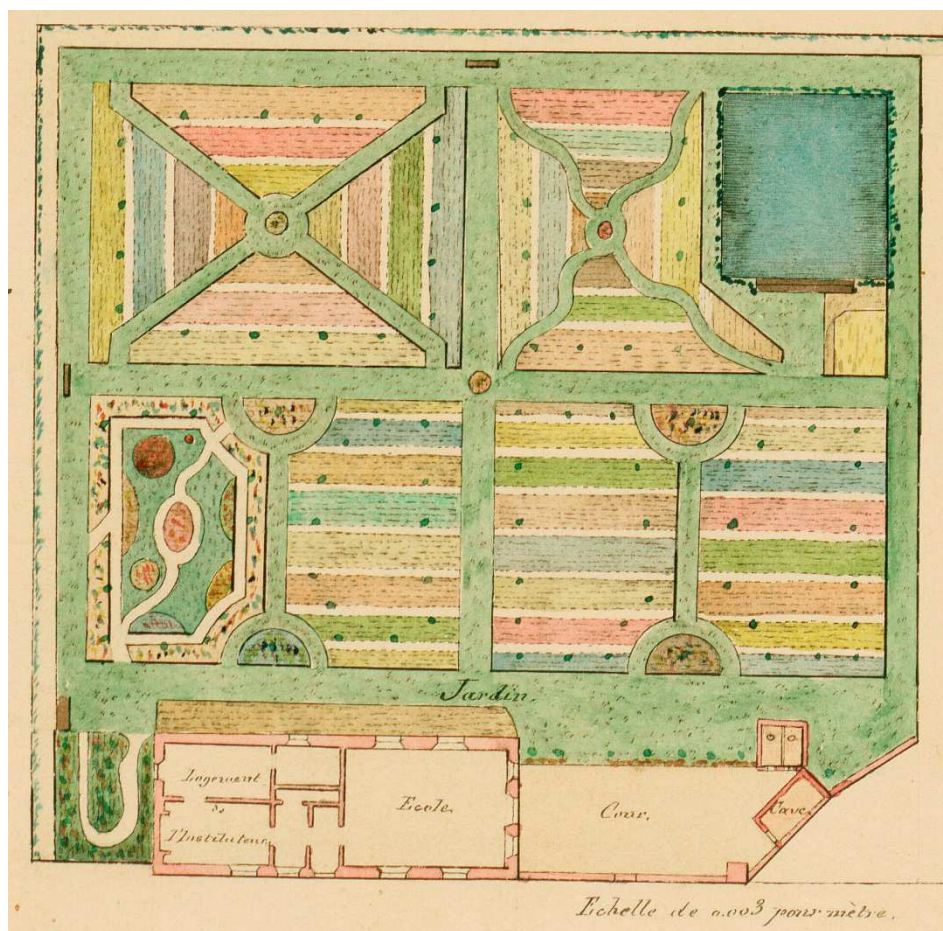 Jardin
Logement
de
l'Instituteur
Ecole.
Cour.
Cave.
Echelle de 0.003 pour mètre.